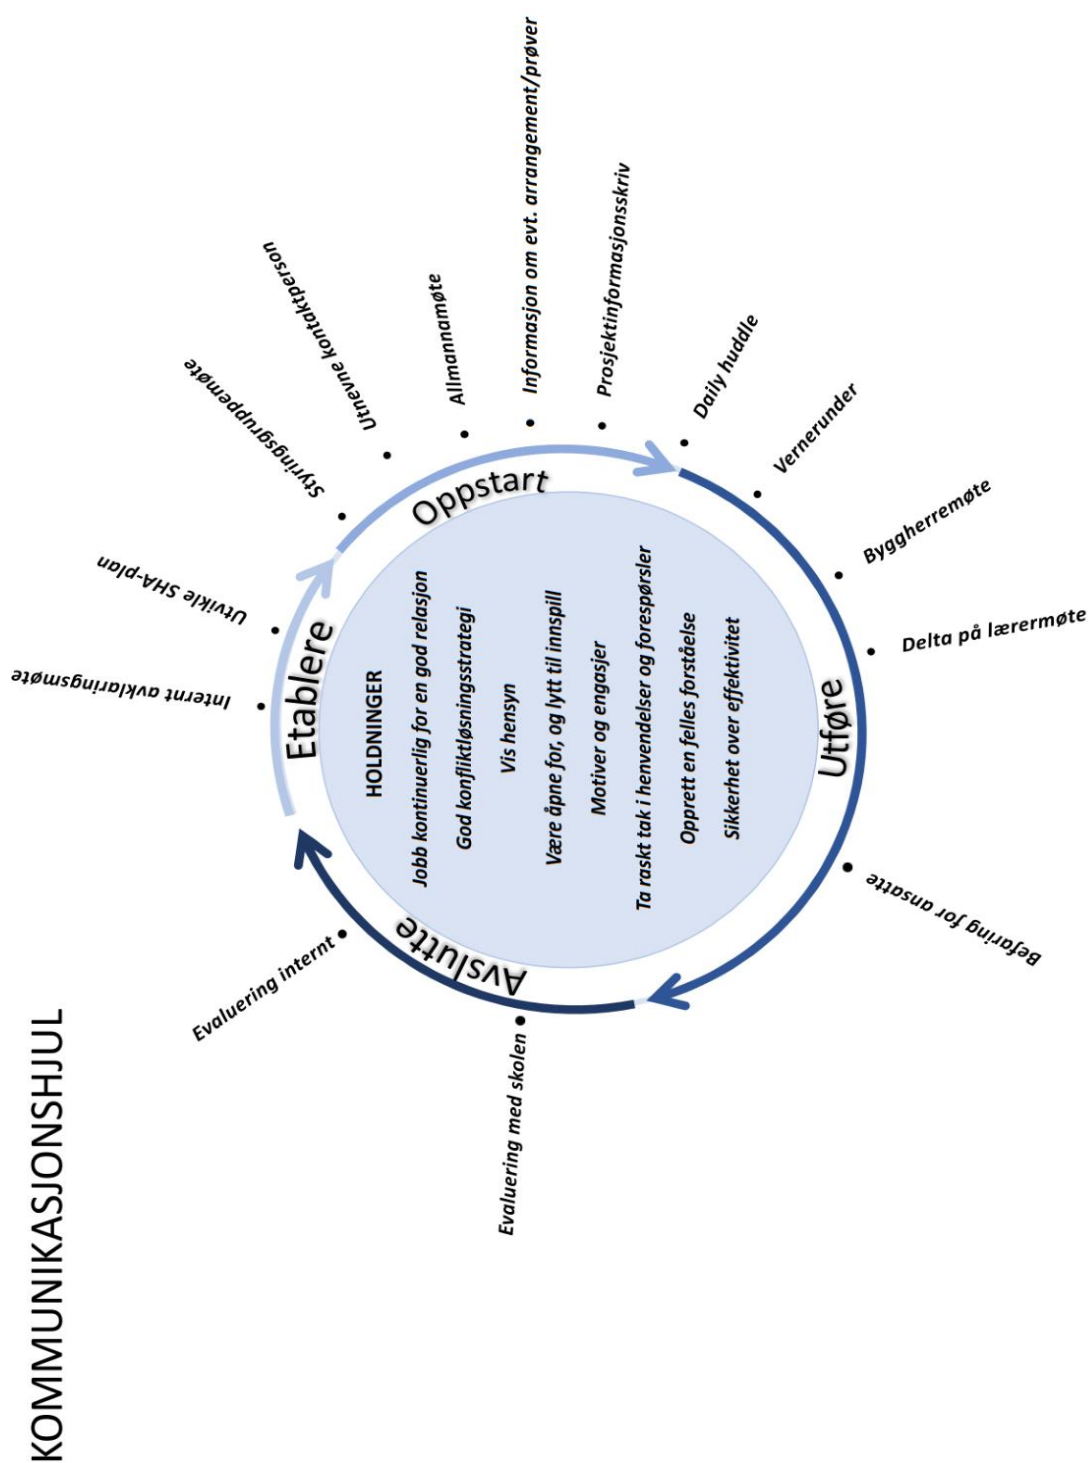 KOMMUNIKASJONSHJUL
Etablere
Internt avklaringsmøte
Utvikle SHA-plan
Oppstart
Styringsgruppemøte
Utnevne kontaktperson
Allmannamøte
Informasjon om evt. arrangement/prøver
Prosjektinformasjonsskriv
Utføre
Daily huddle
Vernerunder
Byggherremøte
Delta på lærermøte
Befaring for ansatte
Avslutte
Evaluering med skolen
Evaluering internt
HOLDNINGER
Jobb kontinuerlig for en god relasjon
God konfliktløsningsstrategi
Vis hensyn
Være åpne for, og lytt til innspill
Motiver og engasjer
Ta raskt tak i henvendelser og forespørsler
Opprett en felles forståelse
Sikkerhet over effektivitet